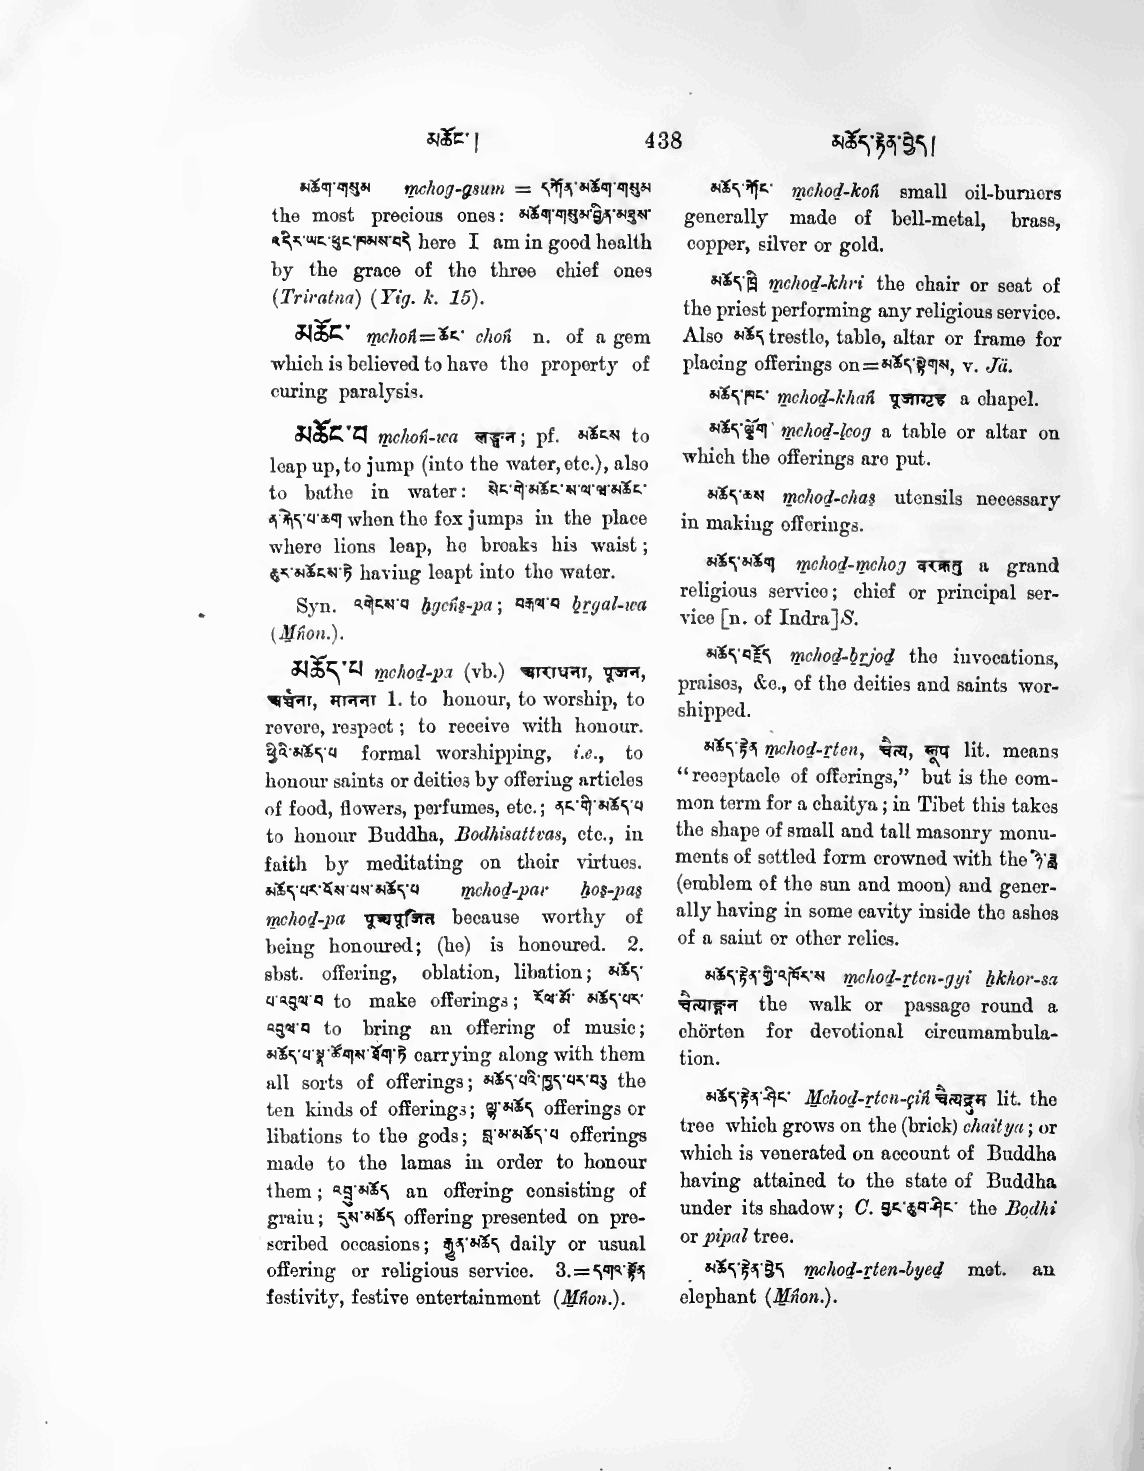 མཆོང་། 438 མཆོད་རྟེན་བྱེད།
མཆོག་གསུམ mchog-gsum = དཀོན་མཆོག་གསུམ
the most precious ones: མཆོག་གསུམ་བྱིན་མཐུས་
འདིར་ཡང་ཕུང་ཁམས་བདེ here I am in good health
by the grace of the three chief ones
(Triratna) (Yig. k. 15).
མཆོང་ mchoṅ=ཆོང་ choṅ n. of a gem
which is believed to have the property of
curing paralysis.
མཆོང་བ mchoṅ-wa लङ्घन; pf. མཆོངས to
leap up, to jump (into the water, etc.), also
to bathe in water: སེང་གེ་མཆོང་ས་ལ་ཝ་མཆོང་
ན་རྐེད་པ་ཆག when the fox jumps in the place
where lions leap, he breaks his waist;
ཆུར་མཆོངས་ཏེ having leapt into the water.
Syn. འགེངས་པ ḥgeṅs-pa; བརྒལ་བ brgal-wa
(Mṅon.).
མཆོད་པ mchod-pa (vb.) आराधना, पूजन,
अर्च्चना, मानना 1. to honour, to worship, to
revere, respect; to receive with honour.
ཕྱིའི་མཆོད་པ formal worshipping, i.e., to
honour saints or deities by offering articles
of food, flowers, perfumes, etc.; ནང་གི་མཆོད་པ
to honour Buddha, Bodhisattvas, etc., in
faith by meditating on their virtues.
མཆོད་པར་འོས་པས་མཆོད་པ mchod-par ḥos-pas
mchod-pa पूज्यपूजित because worthy of
being honoured; (he) is honoured. 2.
sbst. offering, oblation, libation; མཆོད་
པ་འབུལ་བ to make offerings; རོལ་མོ་ མཆོད་པར་
འབུལ་བ to bring an offering of music;
མཆོད་པ་སྣ་ཚོགས་ཐོག་ཏེ carrying along with them
all sorts of offerings; མཆོད་པའི་ཁྱད་པར་བཅུ the
ten kinds of offerings; ལྷ་མཆོད offerings or
libations to the gods; བླ་མ་མཆོད་པ offerings
made to the lamas in order to honour
them; འབྲུ་མཆོད an offering consisting of
grain; དུས་མཆོད offering presented on pre-
scribed occasions; རྒྱུན་མཆོད daily or usual
offering or religious service. 3.=དགའ་སྟོན
festivity, festive entertainment (Mṅon.).
མཆོད་ཀོང་ mchod-koṅ small oil-burners
generally made of bell-metal, brass,
copper, silver or gold.
མཆོད་ཁྲི mchod-khri the chair or seat of
the priest performing any religious service.
Also མཆོད trestle, table, altar or frame for
placing offerings on=མཆོད་སྟེགས, v. Jä.
མཆོད་ཁང་ mchod-khaṅ पूजागृह a chapel.
མཆོད་ལྕོག mchod-lcog a table or altar on
which the offerings are put.
མཆོད་ཆས mchod-chas utensils necessary
in making offerings.
མཆོད་མཆོག mchod-mchog वरक्रतु a grand
religious service; chief or principal ser-
vice [n. of Indra]S.
མཆོད་བརྗོད mchod-brjod the invocations,
praises, &c., of the deities and saints wor-
shipped.
མཆོད་རྟེན mchod-rten, चैत्य, स्तूप lit. means
"receptacle of offerings," but is the com-
mon term for a chaitya; in Tibet this takes
the shape of small and tall masonry monu-
ments of settled form crowned with the ཉི་ཟླ
(emblem of the sun and moon) and gener-
ally having in some cavity inside the ashes
of a saint or other relics.
མཆོད་རྟེན་གྱི་འཁོར་ས mchod-rten-gyi ḥkhor-sa
चैत्याङ्गन the walk or passage round a
chörten for devotional circumambula-
tion.
མཆོད་རྟེན་ཤིང་ Mchod-rten-çiṅ चैत्यद्रुम lit. the
tree which grows on the (brick) chaitya; or
which is venerated on account of Buddha
having attained to the state of Buddha
under its shadow; C. བྱང་ཆུབ་ཤིང་ the Bodhi
or pipal tree.
མཆོད་རྟེན་བྱེད mchod-rten-byed met. an
elephant (Mṅon.).